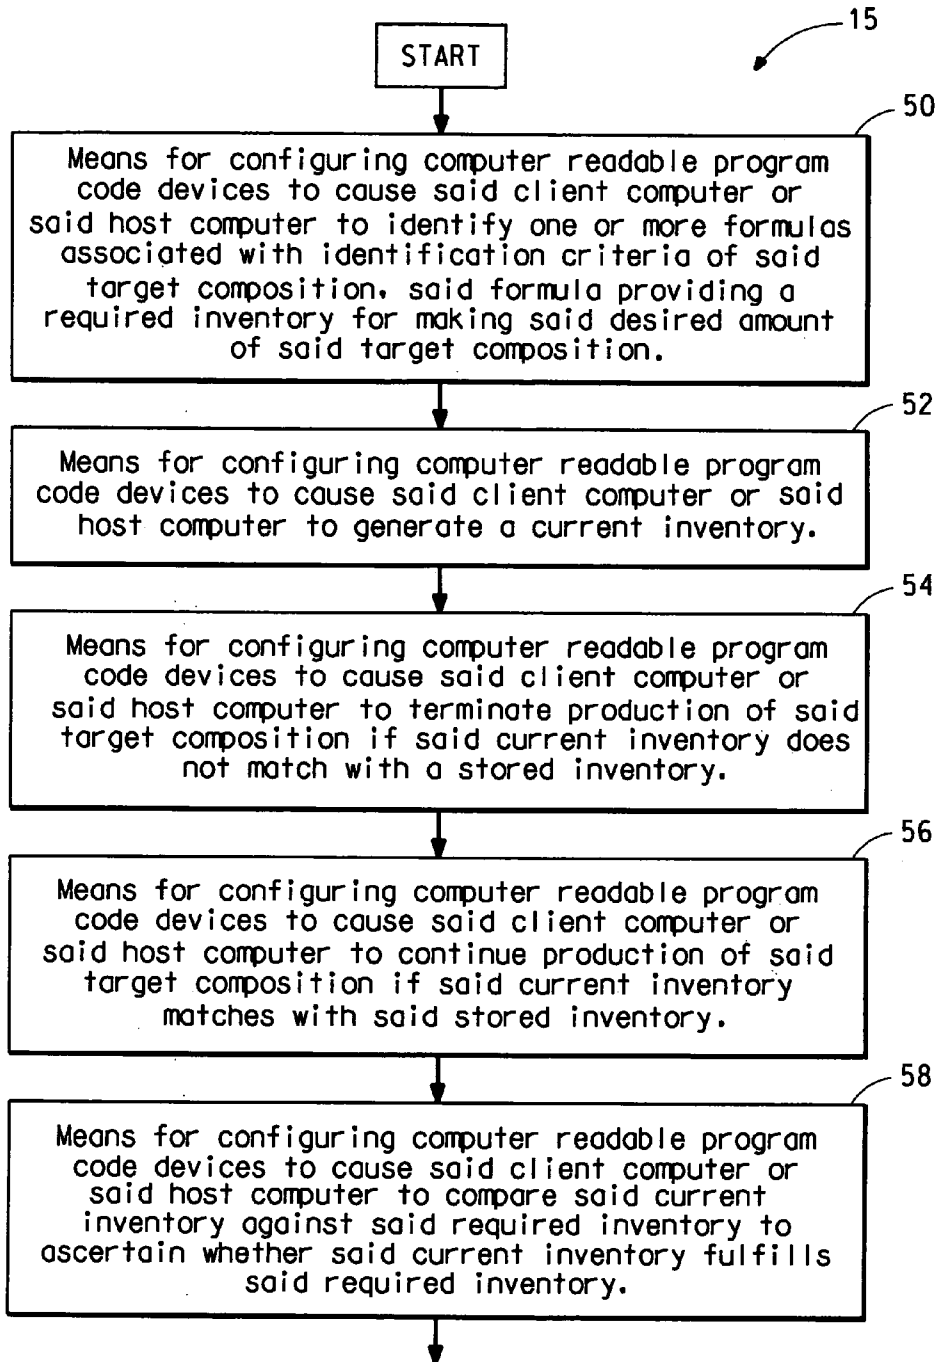 15
START
50
Means for configuring computer readable program
code devices to cause said client computer or
said host computer to identify one or more formulas
associated with identification criteria of said
target composition. said formula providing a
required inventory for making said desired amount
of said target composition.
52
Means for configuring computer readable program
code devices to cause said client computer or said
host computer to generate a current inventory.
54
Means for configuring computer readable program
code devices to cause said client computer or
said host computer to terminate production of said
target composition if said current inventory does
not match with a stored inventory.
56
Means for configuring computer readable program
code devices to cause said client computer or
said host computer to continue production of said
target composition if said current inventory
matches with said stored inventory.
58
Means for configuring computer readable program
code devices to cause said client computer or
said host computer to compare said current
inventory against said required inventory to
ascertain whether said current inventory fulfills
said required inventory.